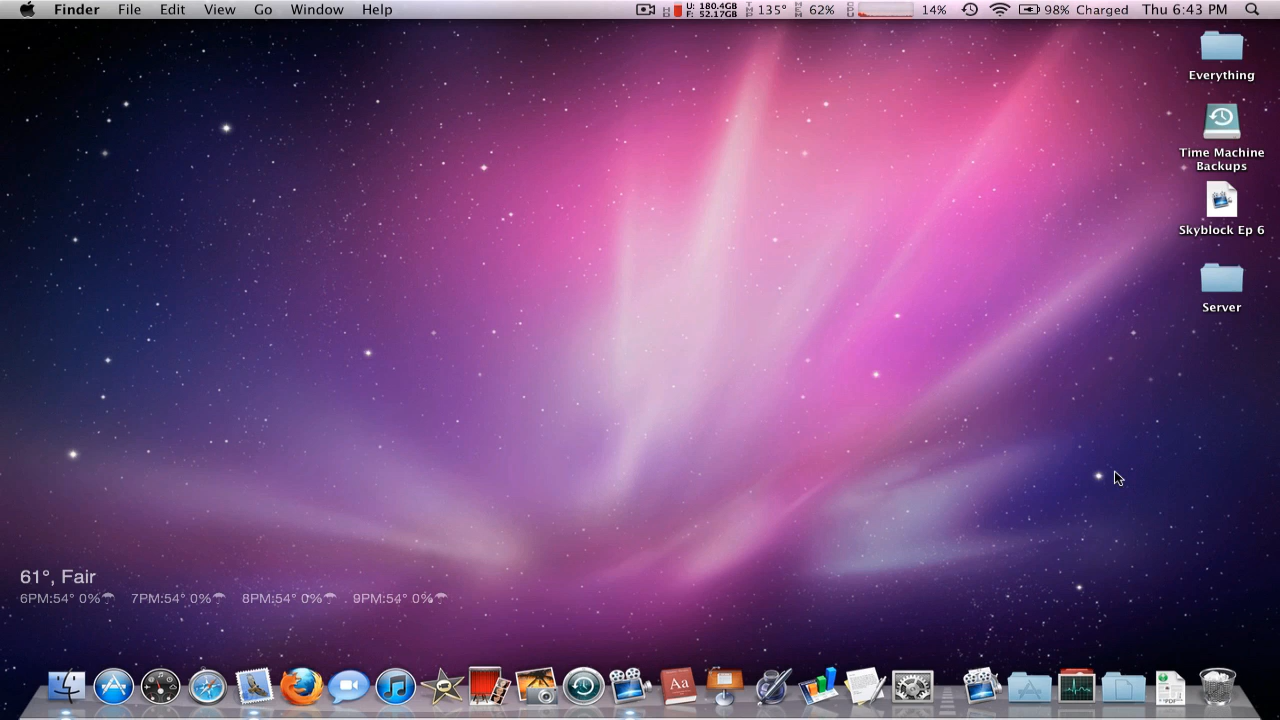 Finder File Edit View Go Window Help
U: 180.4GB
F: 52.17GB
135° 62% 14% 98% Charged Thu 6:43 PM
Everything
Time Machine
Backups
Skyblock Ep 6
Server
61°, Fair
6PM:54° 0% 7PM:54° 0% 8PM:54° 0% 9PM:54° 0%
Aa
PDF